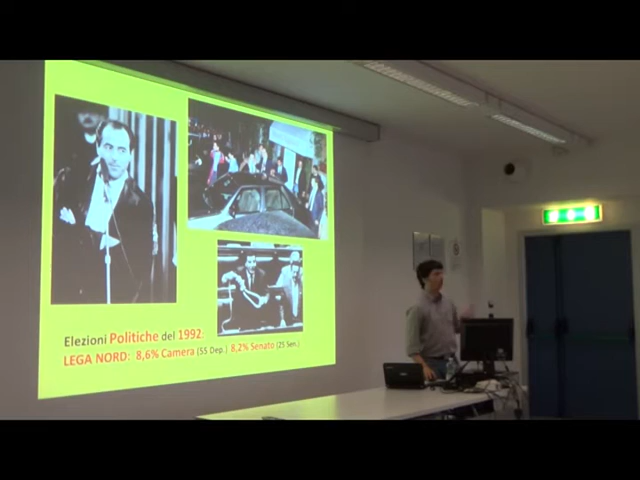 Elezioni Politiche del 1992:
LEGA NORD: 8,6% Camera (55 Dep.) 8,2% Senato (25 Sen.)